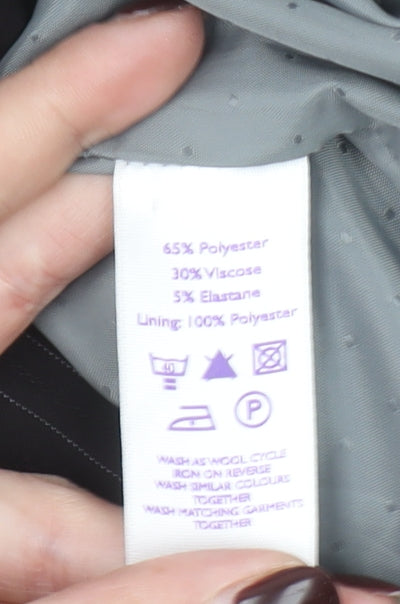 65% Polyester
30% Viscose
5% Elastane
Lining: 100% Polyester
40
P
WASH AS WOOL CYCLE
IRON ON REVERSE
WASH SIMILAR COLOURS
TOGETHER
WASH MATCHING GARMENTS
TOGETHER